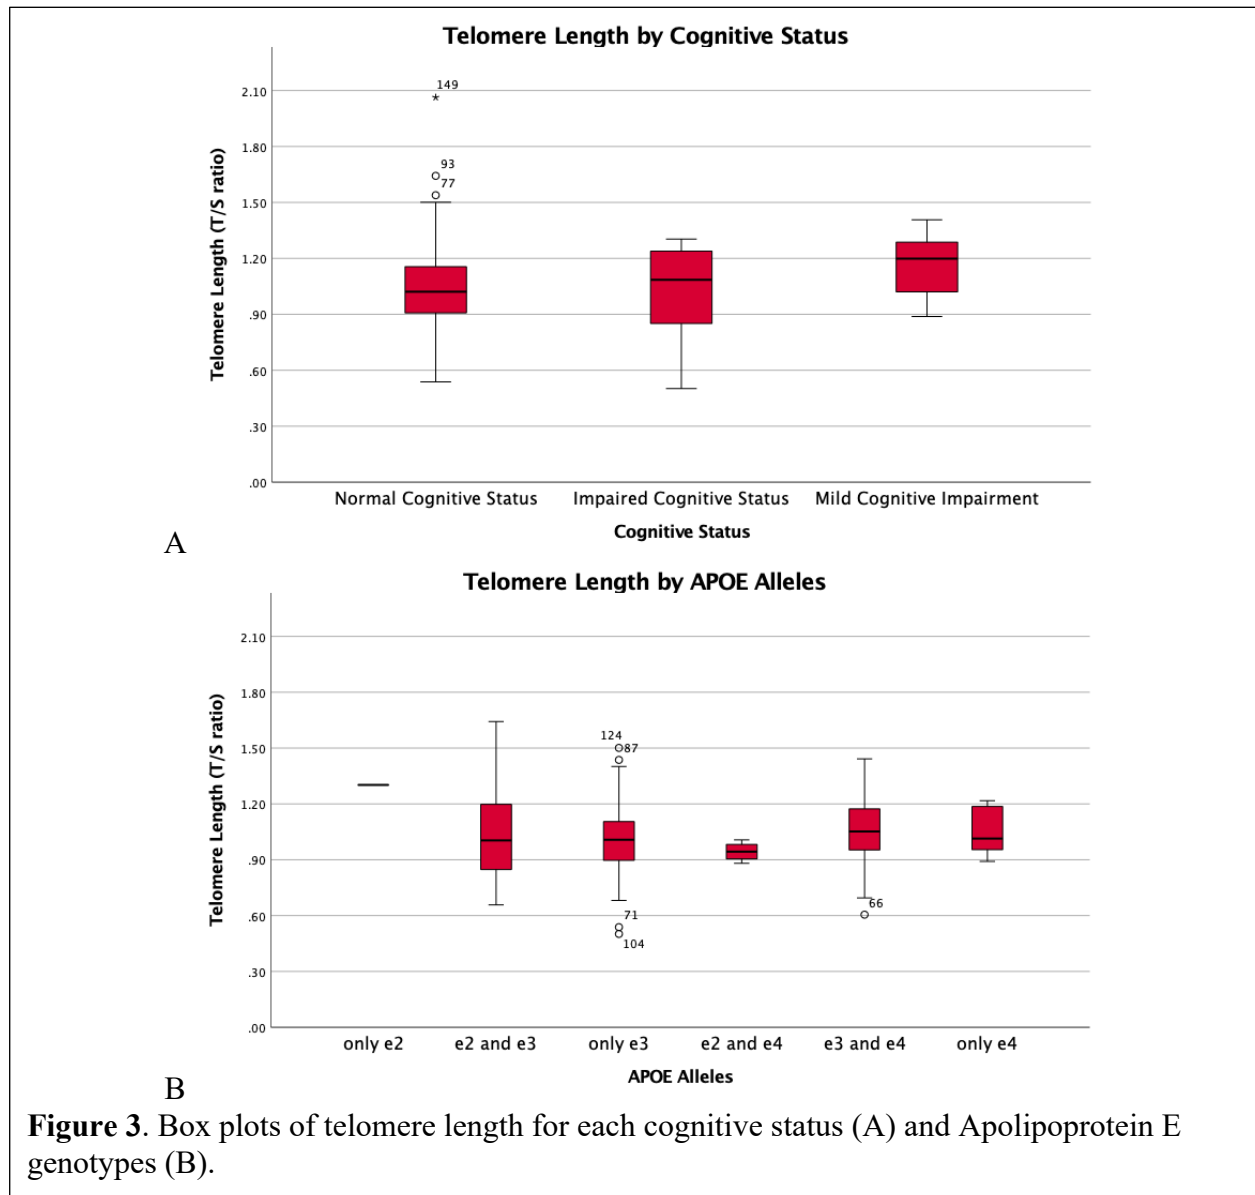 Telomere Length by Cognitive Status
Telomere Length (T/S ratio)
2.10
1.80
1.50
1.20
.90
.60
.30
.00
149
*
93
77
Normal Cognitive Status
Impaired Cognitive Status
Mild Cognitive Impairment
Cognitive Status
A
Telomere Length by APOE Alleles
Telomere Length (T/S ratio)
2.10
1.80
1.50
1.20
.90
.60
.30
.00
124
87
71
104
66
only e2
e2 and e3
only e3
e2 and e4
e3 and e4
only e4
APOE Alleles
B
Figure 3. Box plots of telomere length for each cognitive status (A) and Apolipoprotein E
genotypes (B).